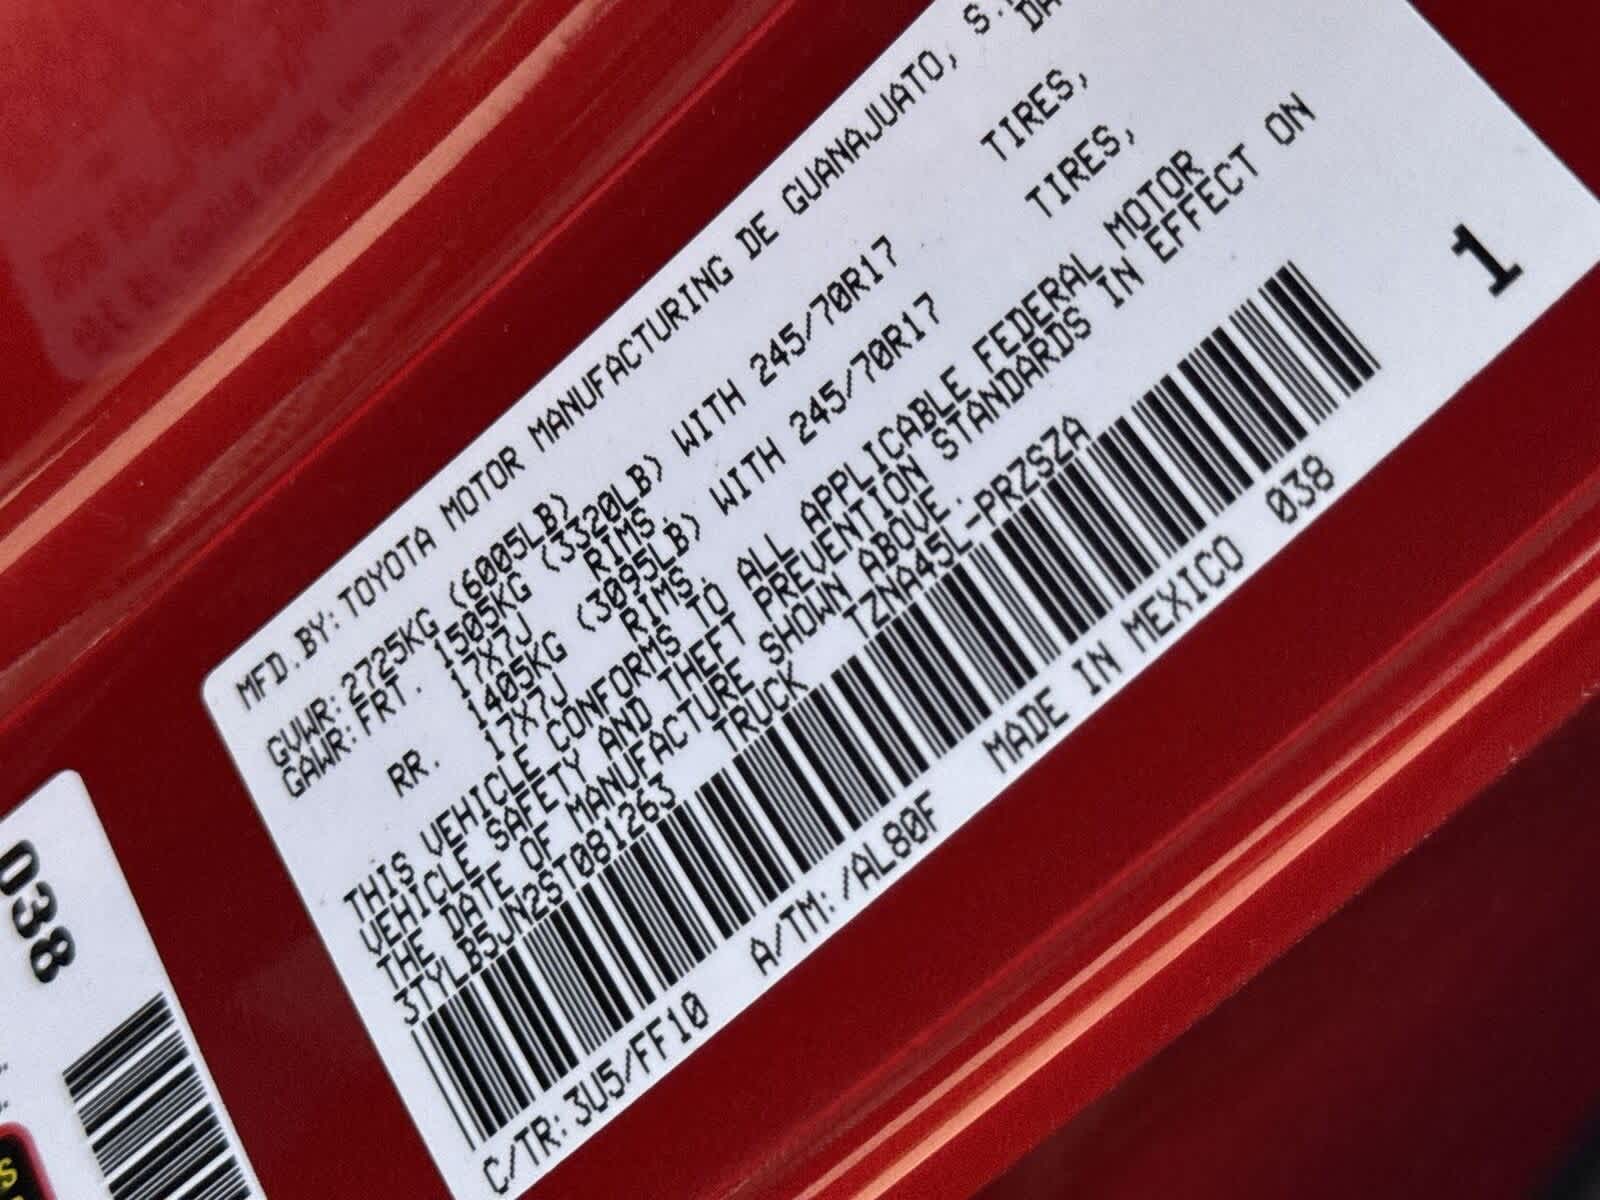 MFD.BY:TOYOTA MOTOR MANUFACTURING DE GUANAJUATO,
GVWR:2725KG (6005LB)
GAWR:FRT. 1505KG (3320LB) WITH 245/70R17 TIRES,
17X7J RIMS,
RR. 1405KG (3095LB) WITH 245/70R17 TIRES,
17X7J RIMS.
THIS VEHICLE CONFORMS TO ALL APPLICABLE FEDERAL MOTOR
VEHICLE SAFETY AND THEFT PREVENTION STANDARDS IN EFFECT ON
THE DATE OF MANUFACTURE SHOWN ABOVE.
3TYLB5JN2ST081263 TRUCK TZNA45L-PRZSZA
1
C/TR:3U5/FF10 A/TM:/AL80F MADE IN MEXICO 038
038